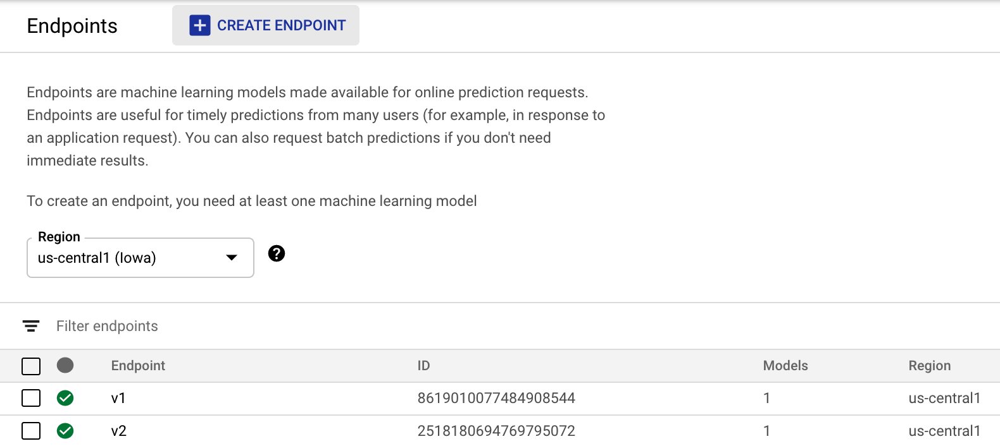 Endpoints
CREATE ENDPOINT
Endpoints are machine learning models made available for online prediction requests.
Endpoints are useful for timely predictions from many users (for example, in response to
an application request). You can also request batch predictions if you don't need
immediate results.
To create an endpoint, you need at least one machine learning model
Region
us-central1 (Iowa)
Filter endpoints
Endpoint ID Models Region
v1 8619010077484908544 1 us-central1
v2 2518180694769795072 1 us-central1